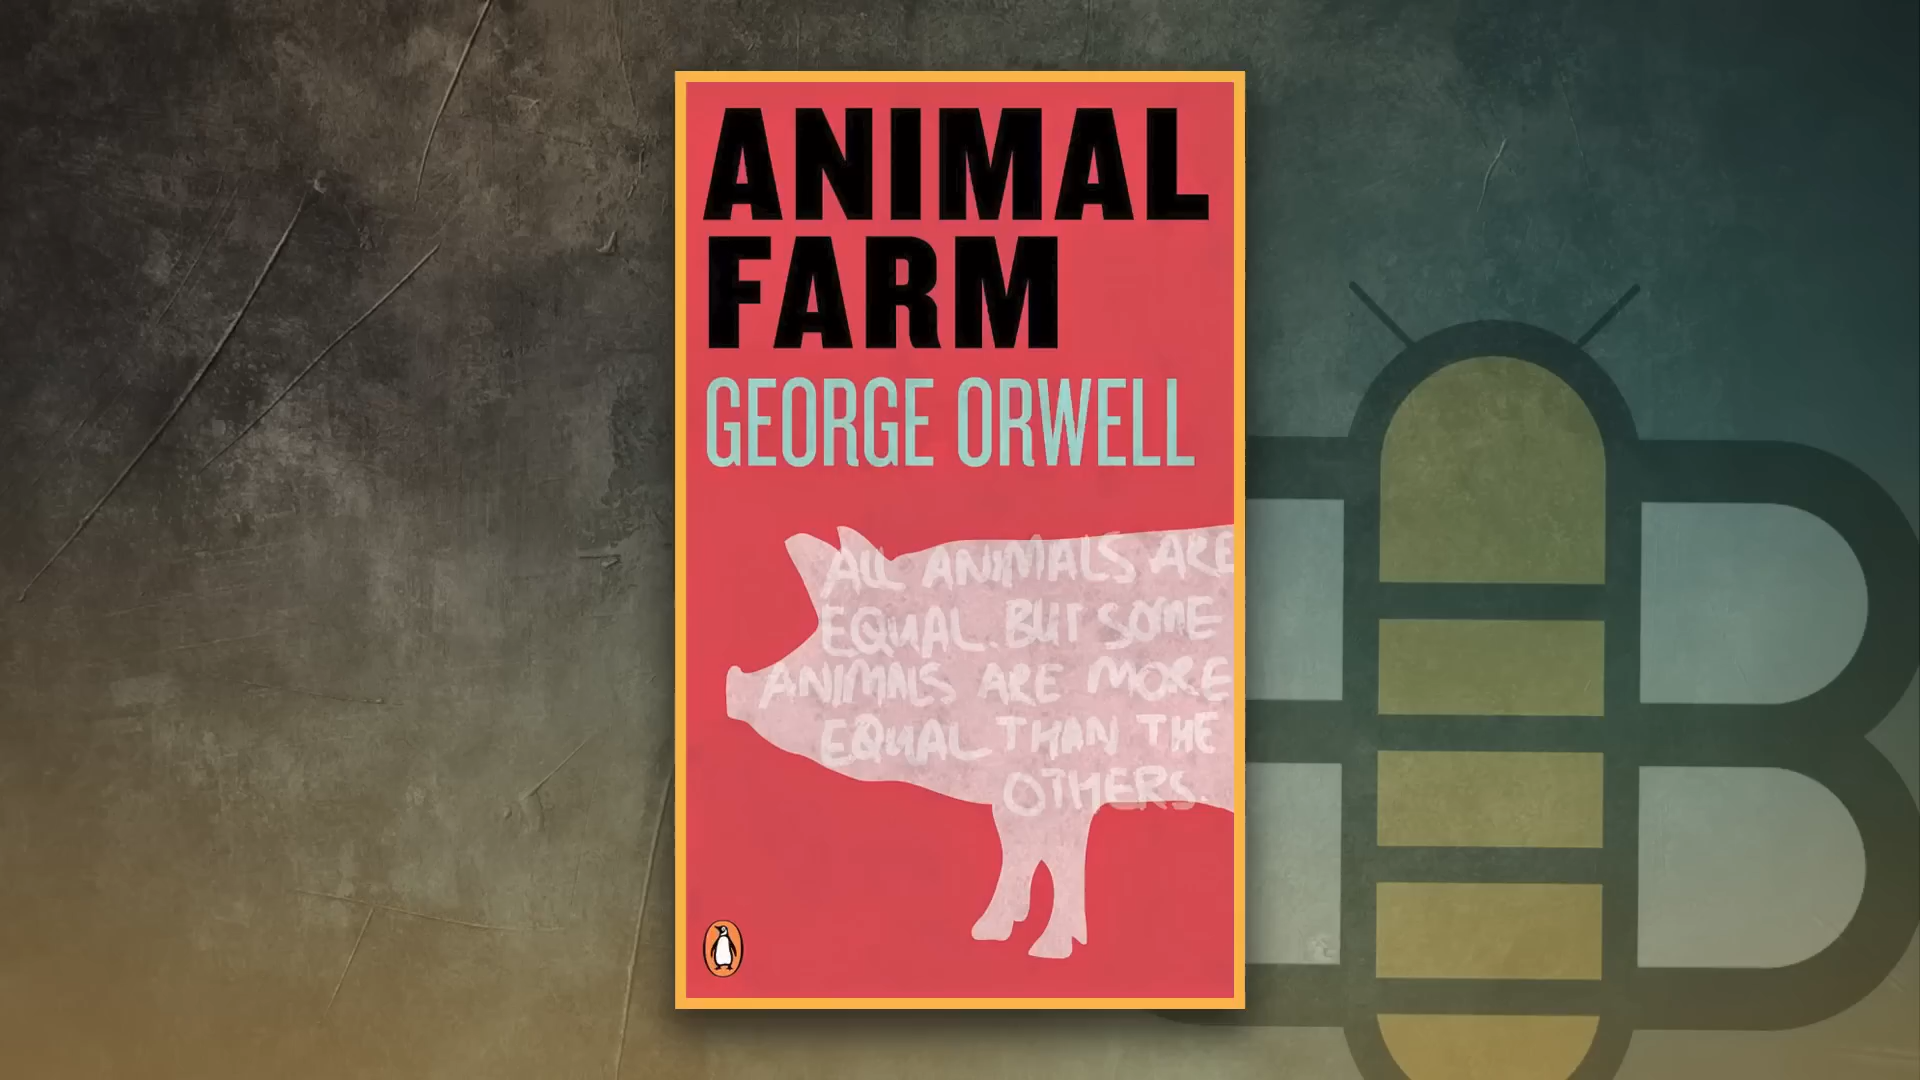 ANIMAL
FARM
GEORGE ORWELL
ALL ANIMALS ARE
EQUAL. BUT SOME
ANIMALS ARE MORE
EQUAL THAN THE
OTHERS.